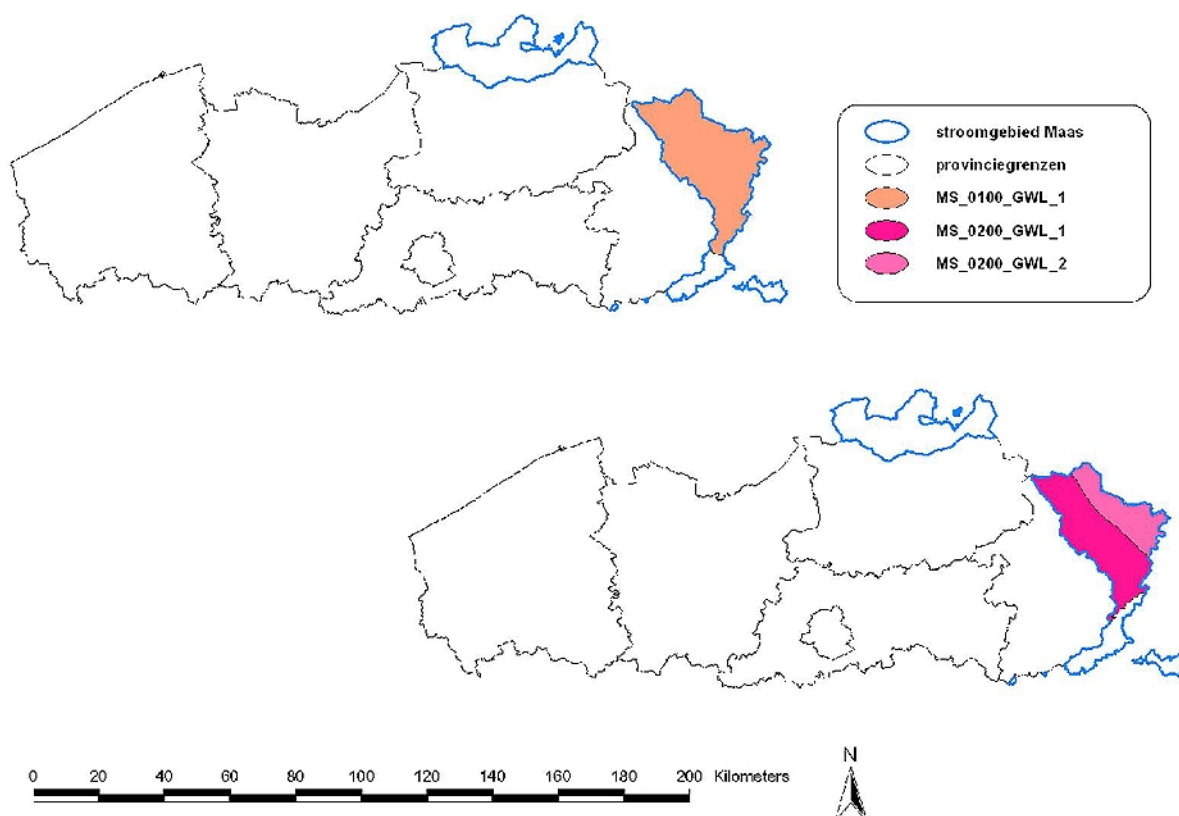 stroomgebied Maas
provinciegrenzen
MS_0100_GWL_1
MS_0200_GWL_1
MS_0200_GWL_2
0 20 40 60 80 100 120 140 160 180 200 Kilometers
N